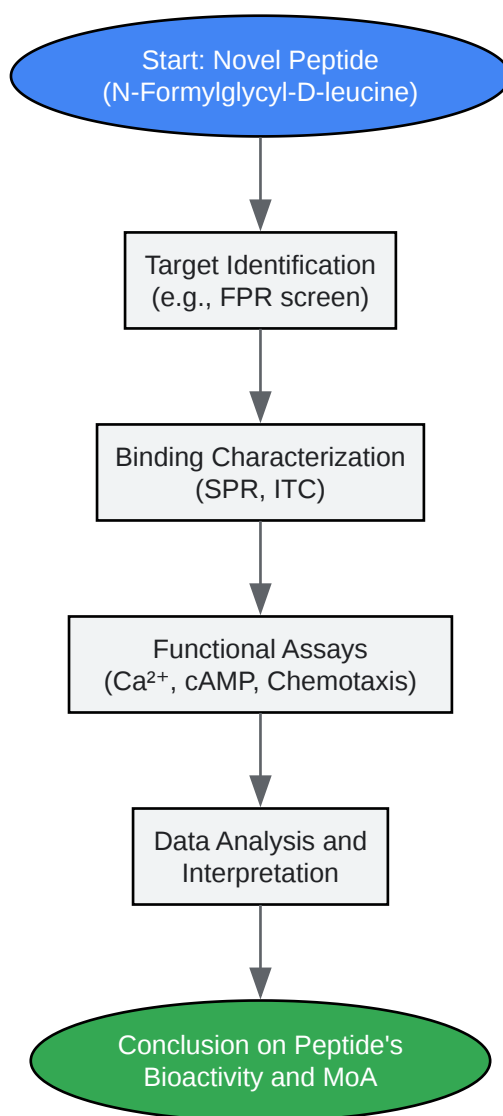 Start: Novel Peptide
(N-Formylglycyl-D-leucine)
Target Identification
(e.g., FPR screen)
Binding Characterization
(SPR, ITC)
Functional Assays
(Ca²⁺, cAMP, Chemotaxis)
Data Analysis and
Interpretation
Conclusion on Peptide's
Bioactivity and MoA